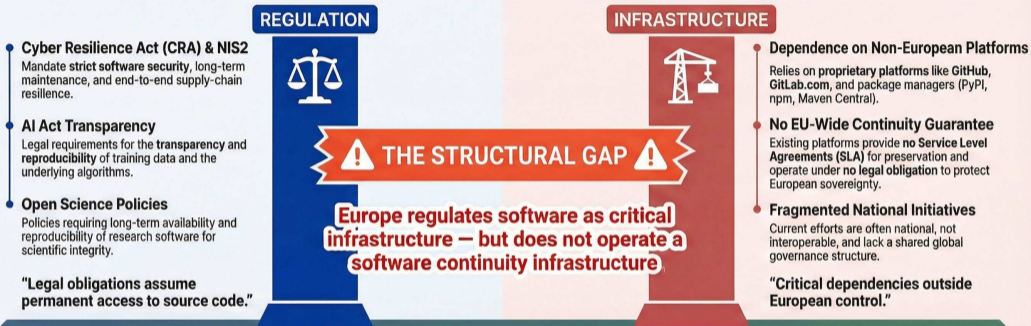 REGULATION
Cyber Resilience Act (CRA) & NIS2
Mandate strict software security, long-term
maintenance, and end-to-end supply-chain
resillence.
AI Act Transparency
Legal requirements for the transparency and
reproducibility of training data and the
underlying algorithms.
Open Science Policies
Policies requiring long-term availability and
reproducibility of research software for
scientific integrity.
“Legal obligations assume
permanent access to source code.”
THE STRUCTURAL GAP
Europe regulates software as critical
infrastructure — but does not operate a
software continuity infrastructure
INFRASTRUCTURE
Dependence on Non-European Platforms
Relies on proprietary platforms like GitHub,
GitLab.com, and package managers (PyPI,
npm, Maven Central).
No EU-Wide Continuity Guarantee
Existing platforms provide no Service Level
Agreements (SLA) for preservation and
operate under no legal obligation to protect
European sovereignty.
Fragmented National Initiatives
Current efforts are often national, not
interoperable, and lack a shared global
governance structure.
“Critical dependencies outside
European control.”